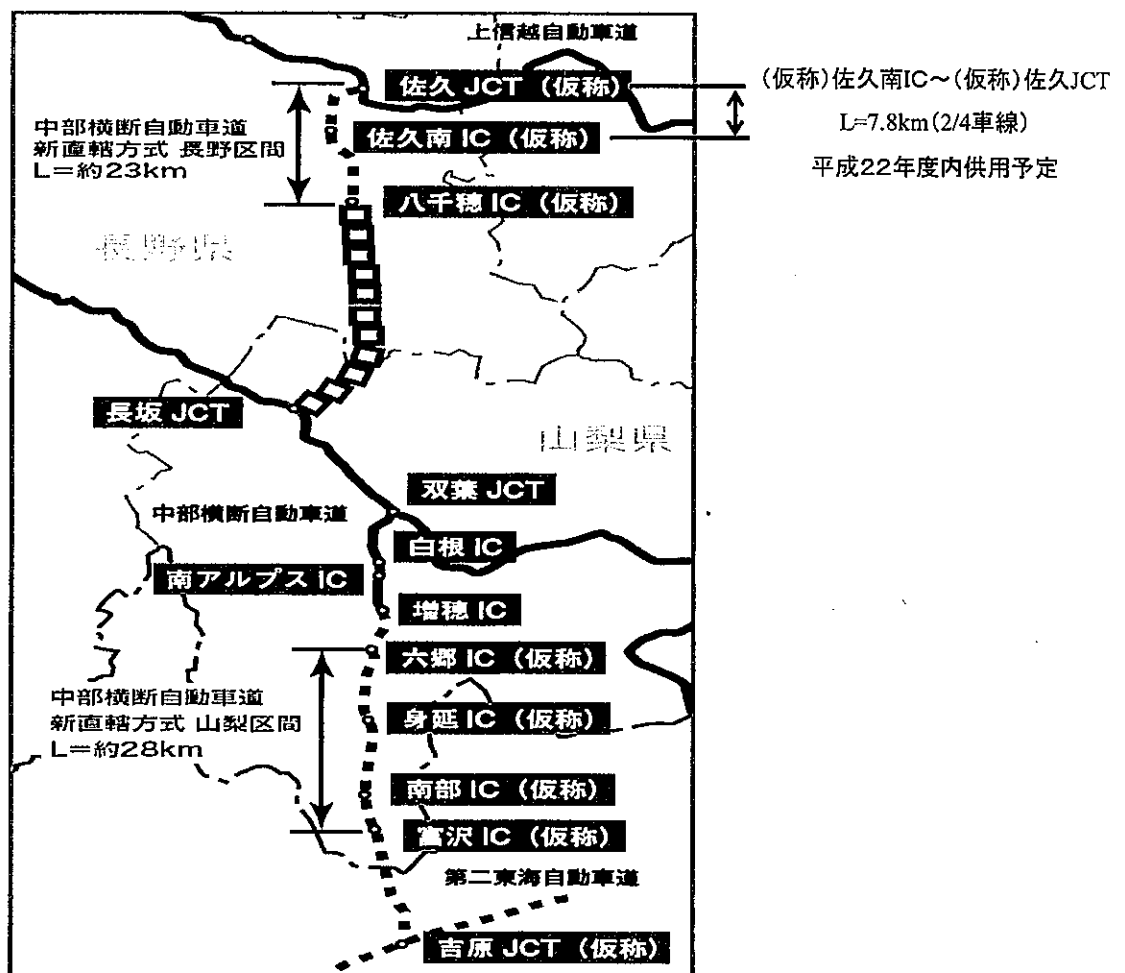 上信越自動車道
佐久 JCT（仮称）
(仮称)佐久南IC～(仮称)佐久JCT
L=7.8km(2/4車線)
平成22年度内供用予定
中部横断自動車道
新直轄方式 長野区間
L＝約23km
佐久南 IC（仮称）
八千穂 IC（仮称）
長野県
長坂 JCT
山梨県
双葉 JCT
中部横断自動車道
白根 IC
南アルプス IC
増穂 IC
六郷 IC（仮称）
中部横断自動車道
新直轄方式 山梨区間
L＝約28km
身延 IC（仮称）
南部 IC（仮称）
富沢 IC（仮称）
第二東海自動車道
吉原 JCT（仮称）